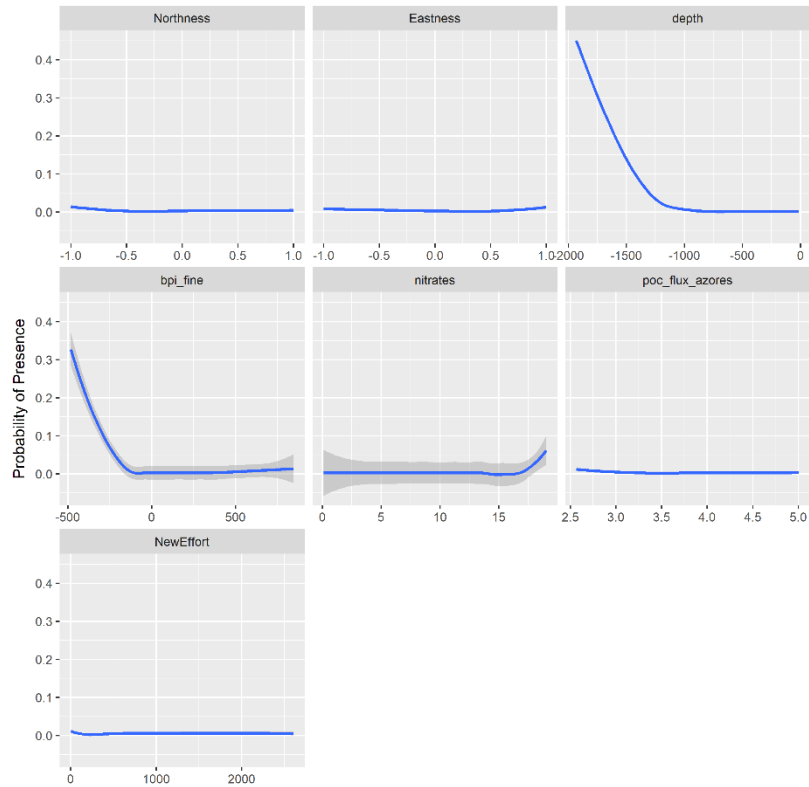 Northness Eastness depth
0.4
0.3
0.2
0.1
0.0
-1.0 -0.5 0.0 0.5 1.0 -1.0 -0.5 0.0 0.5 1.0 -2000 -1500 -1000 -500 0
bpi_fine nitrates poc_flux_azores
Probability of Presence
0.4
0.3
0.2
0.1
0.0
-500 0 500 0 5 10 15 2.5 3.0 3.5 4.0 4.5 5.0
NewEffort
0.4
0.3
0.2
0.1
0.0
0 1000 2000